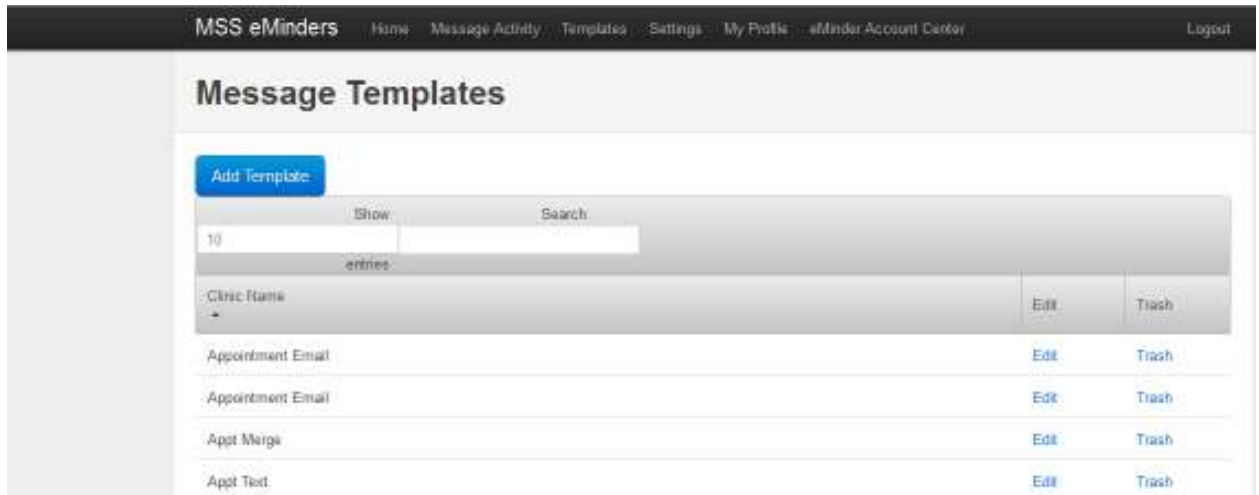 MSS eMinders Home Message Activity Templates Settings My Profile eMinder Account Center Logout
Message Templates
Add Template
Show Search
10
entries
Clinic Name Edit Trash
Appointment Email Edit Trash
Appointment Email Edit Trash
Appt Merge Edit Trash
Appt Text Edit Trash